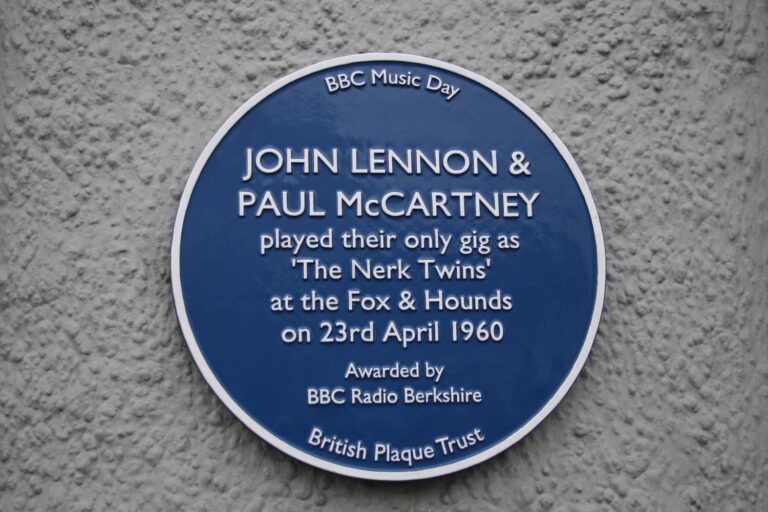 BBC Music Day
JOHN LENNON &
PAUL McCARTNEY
played their only gig as
'The Nerk Twins'
at the Fox & Hounds
on 23rd April 1960
Awarded by
BBC Radio Berkshire
British Plaque Trust